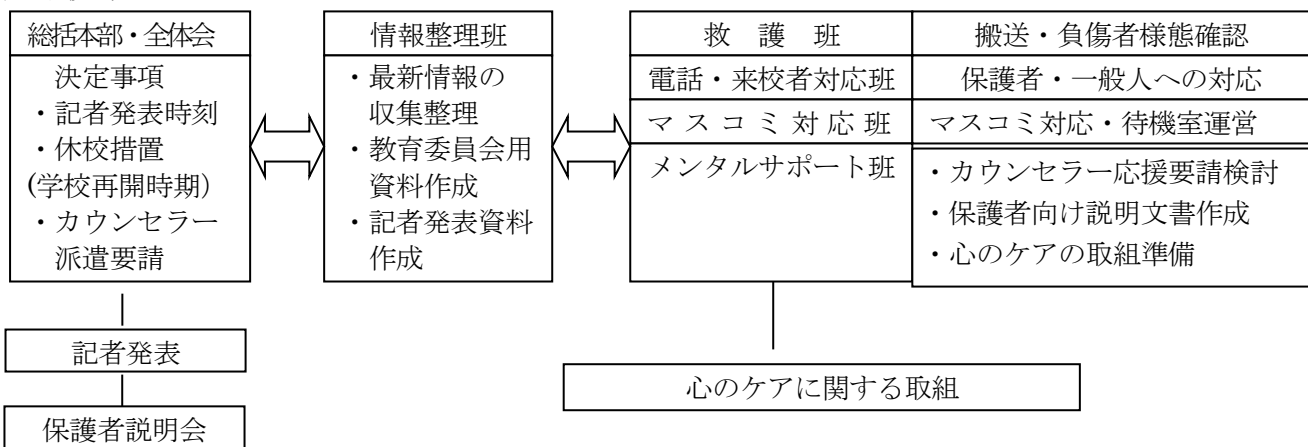 総括本部・全体会
決定事項
・記者発表時刻
・休校措置
(学校再開時期)
・カウンセラー
派遣要請
情報整理班
・最新情報の
収集整理
・教育委員会用
資料作成
・記者発表資料
作成
救 護 班
搬送・負傷者様態確認
電話・来校者対応班
保護者・一般人への対応
マスコミ対応班
マスコミ対応・待機室運営
メンタルサポート班
・カウンセラー応援要請検討
・保護者向け説明文書作成
・心のケアの取組準備
記者発表
心のケアに関する取組
保護者説明会